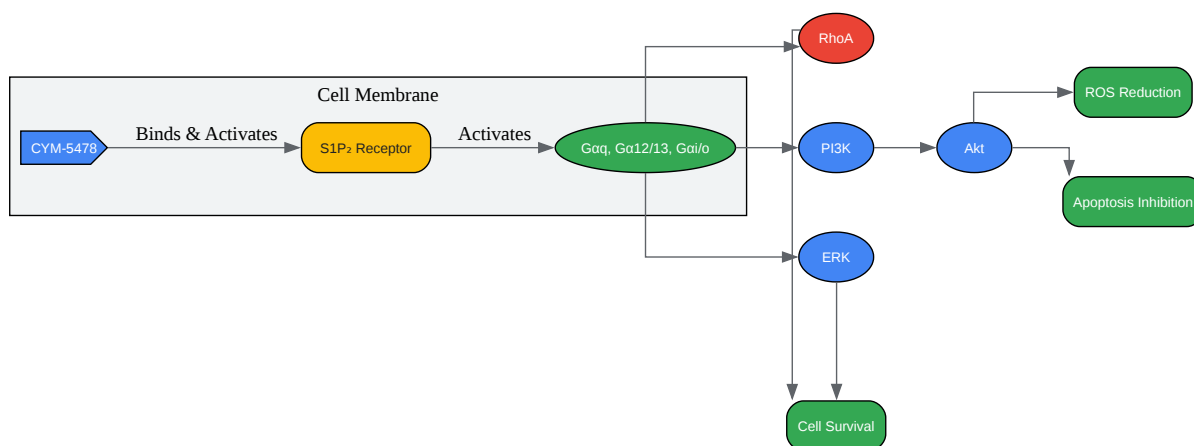 RhoA
Cell Membrane
ROS Reduction
CYM-5478
Binds & Activates
S1P₂ Receptor
Activates
Gαq, Gα12/13, Gαi/o
PI3K
Akt
Apoptosis Inhibition
ERK
Cell Survival